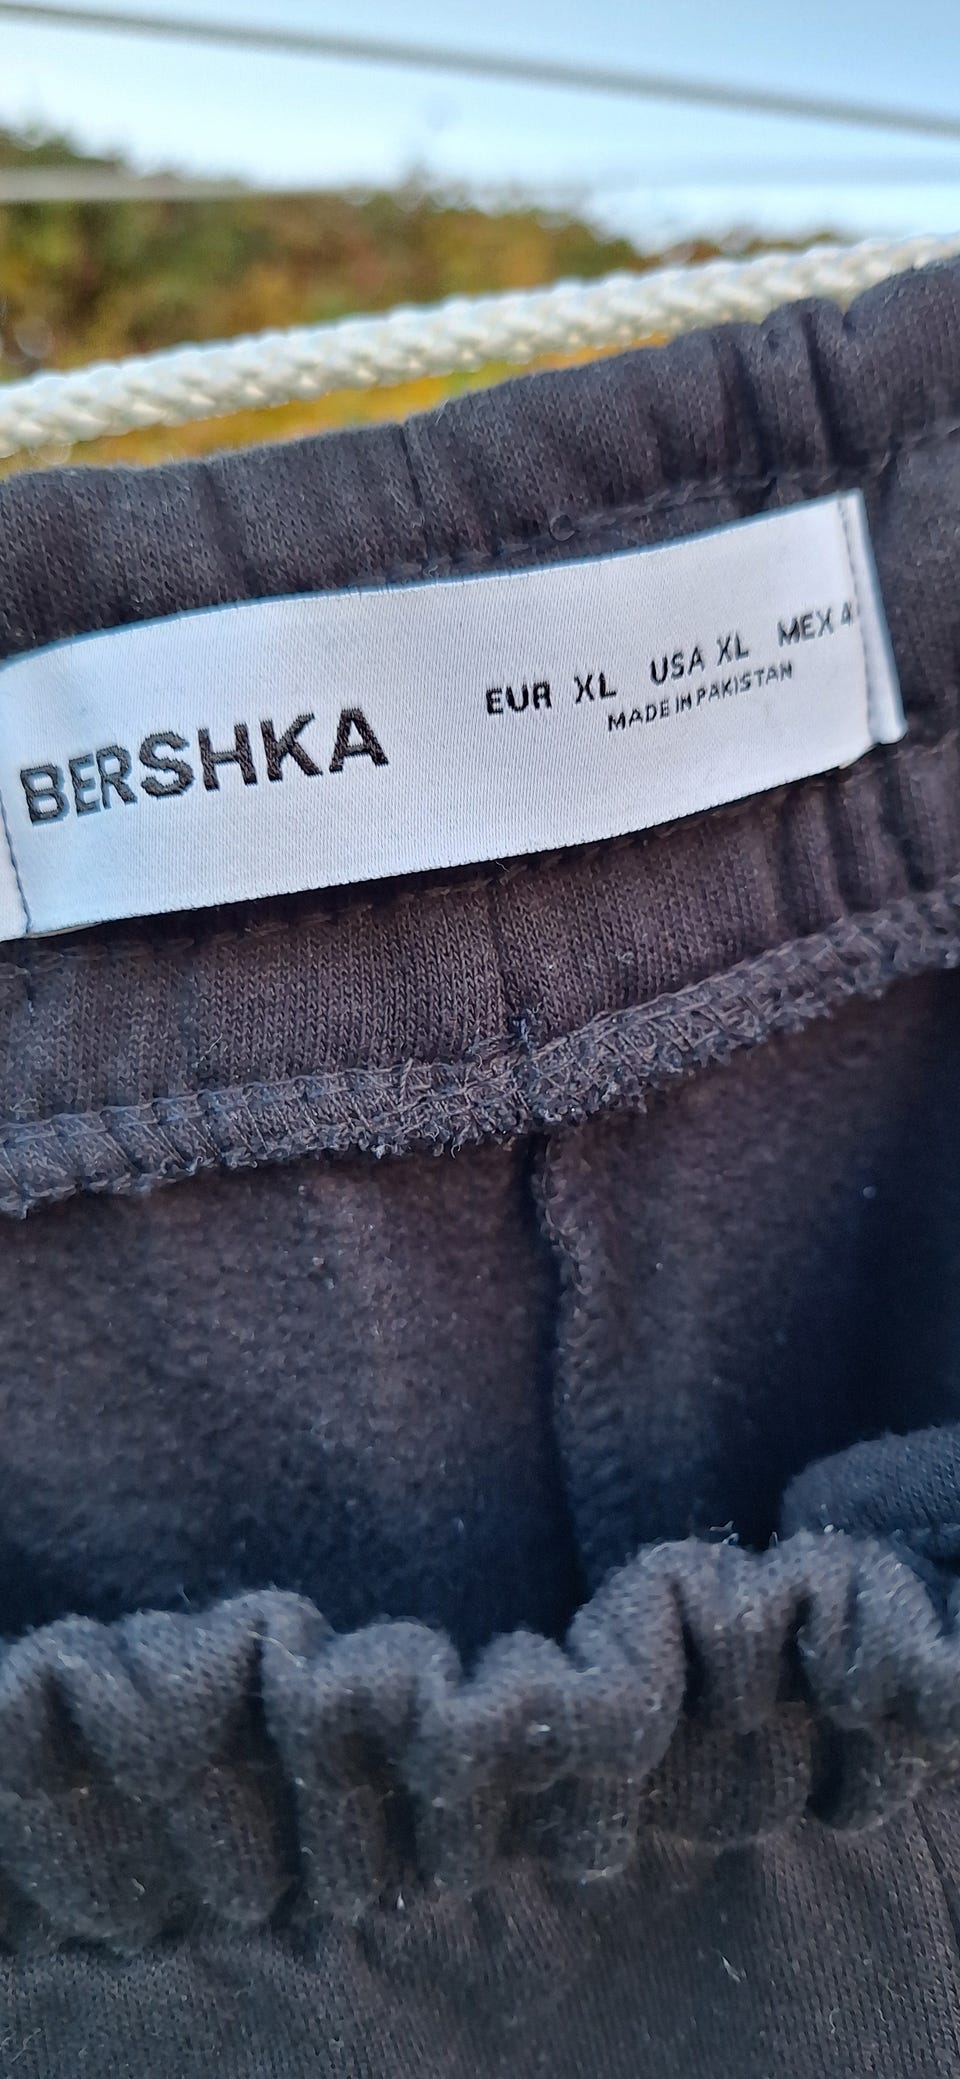 BERSHKA
EUR XL USA XL MEX
MADE IN PAKISTAN